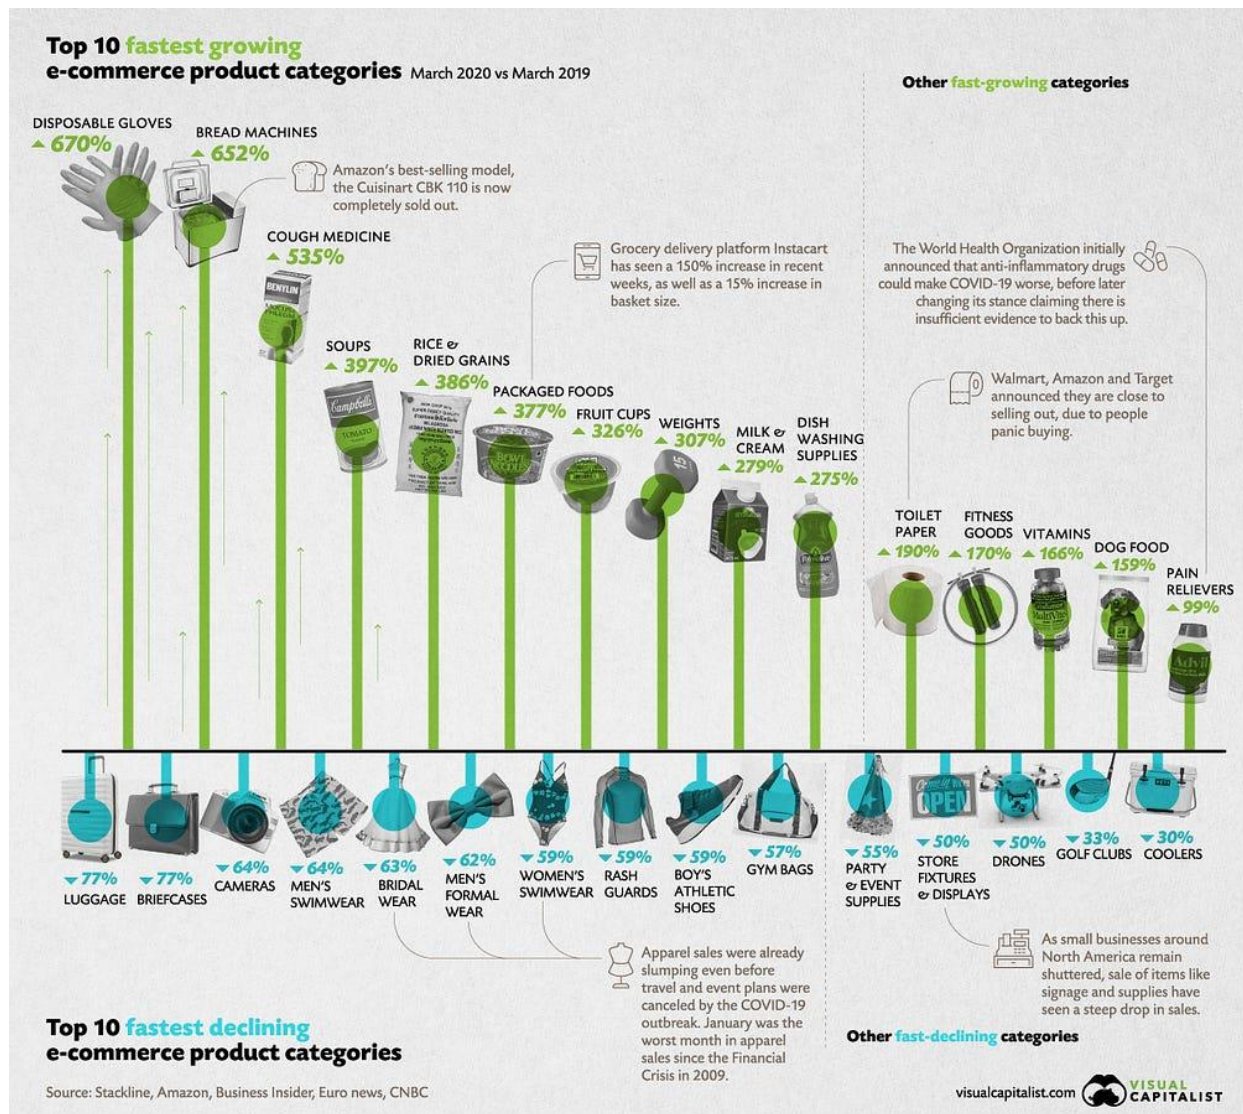 Top 10 fastest growing
e-commerce product categories March 2020 vs March 2019
Other fast-growing categories
DISPOSABLE GLOVES
670%
BREAD MACHINES
652%
Amazon's best-selling model,
the Cuisinart CBK 110 is now
completely sold out.
COUGH MEDICINE
535%
BENYLIN
SOUPS
397%
Campbell's
TOMATO
RICE &
DRIED GRAINS
386%
Grocery delivery platform Instacart
has seen a 150% increase in recent
weeks, as well as a 15% increase in
basket size.
PACKAGED FOODS
377%
BOWL
NOODLES
FRUIT CUPS
326%
WEIGHTS
307%
15
MILK &
CREAM
279%
DISH
WASHING
SUPPLIES
275%
The World Health Organization initially
announced that anti-inflammatory drugs
could make COVID-19 worse, before later
changing its stance claiming there is
insufficient evidence to back this up.
Walmart, Amazon and Target
announced they are close to
selling out, due to people
panic buying.
TOILET
PAPER
190%
FITNESS
GOODS
170%
VITAMINS
166%
DOG FOOD
159%
PAIN
RELIEVERS
99%
Advil
77%
LUGGAGE
77%
BRIEFCASES
64%
CAMERAS
64%
MEN'S
SWIMWEAR
63%
BRIDAL
WEAR
62%
MEN'S
FORMAL
WEAR
59%
WOMEN'S
SWIMWEAR
59%
RASH
GUARDS
59%
BOY'S
ATHLETIC
SHOES
57%
GYM BAGS
55%
PARTY
& EVENT
SUPPLIES
OPEN
50%
STORE
FIXTURES
& DISPLAYS
50%
DRONES
33%
GOLF CLUBS
30%
COOLERS
Apparel sales were already
slumping even before
travel and event plans were
canceled by the COVID-19
outbreak. January was the
worst month in apparel
sales since the Financial
Crisis in 2009.
As small businesses around
North America remain
shuttered, sale of items like
signage and supplies have
seen a steep drop in sales.
Top 10 fastest declining
e-commerce product categories
Other fast-declining categories
Source: Stackline, Amazon, Business Insider, Euro news, CNBC
visualcapitalist.com
VISUAL
CAPITALIST